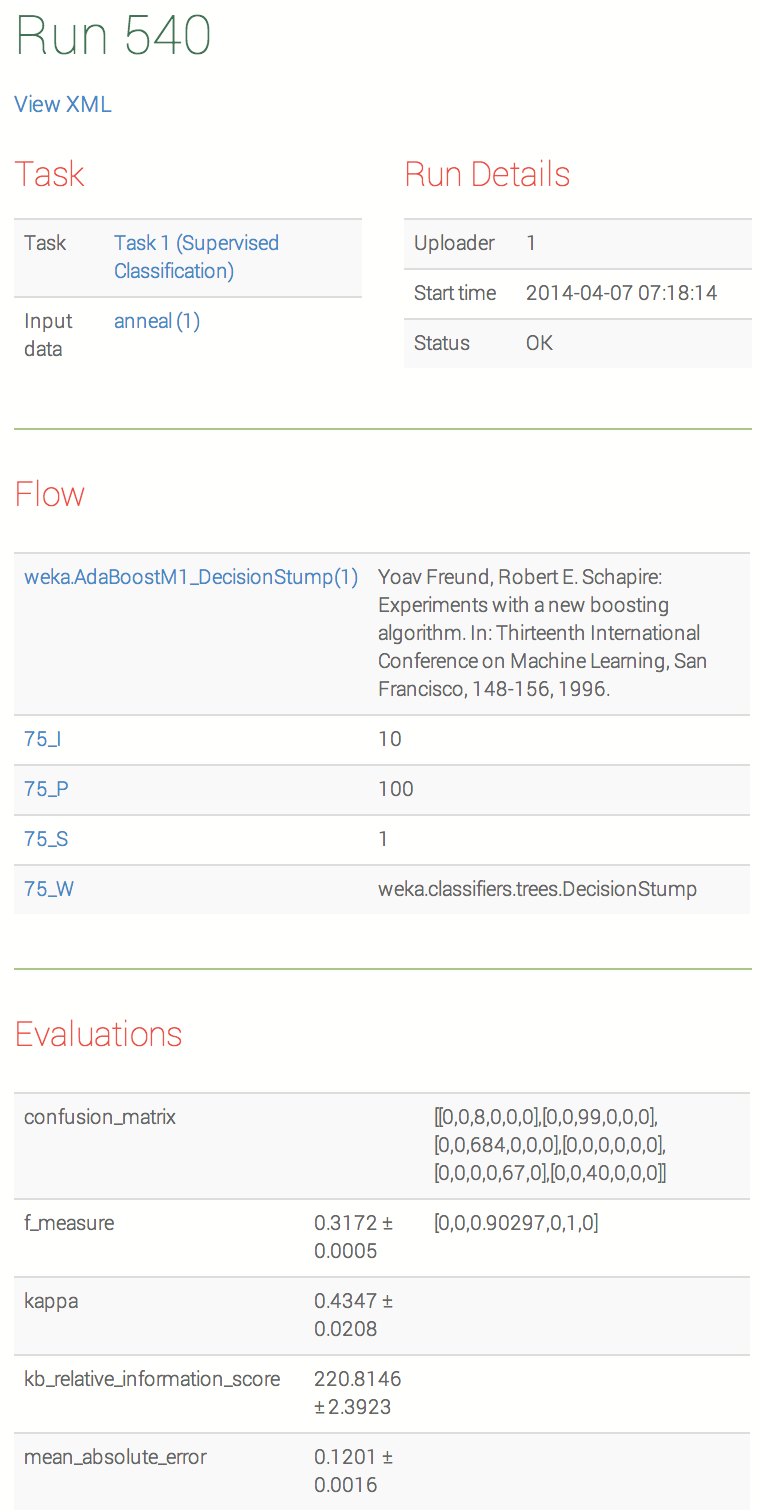 Run 540
View XML
Task
Task Task 1 (Supervised
Classification)
Input anneal (1)
data
Run Details
Uploader 1
Start time 2014-04-07 07:18:14
Status OK
Flow
weka.AdaBoostM1_DecisionStump(1) Yoav Freund, Robert E. Schapire:
Experiments with a new boosting
algorithm. In: Thirteenth International
Conference on Machine Learning, San
Francisco, 148-156, 1996.
75_I 10
75_P 100
75_S 1
75_W weka.classifiers.trees.DecisionStump
Evaluations
confusion_matrix [[0,0,8,0,0,0],[0,0,99,0,0,0],
[0,0,684,0,0,0],[0,0,0,0,0,0],
[0,0,0,0,67,0],[0,0,40,0,0,0]]
f_measure 0.3172 ± [0,0,0.90297,0,1,0]
0.0005
kappa 0.4347 ±
0.0208
kb_relative_information_score 220.8146
± 2.3923
mean_absolute_error 0.1201 ±
0.0016